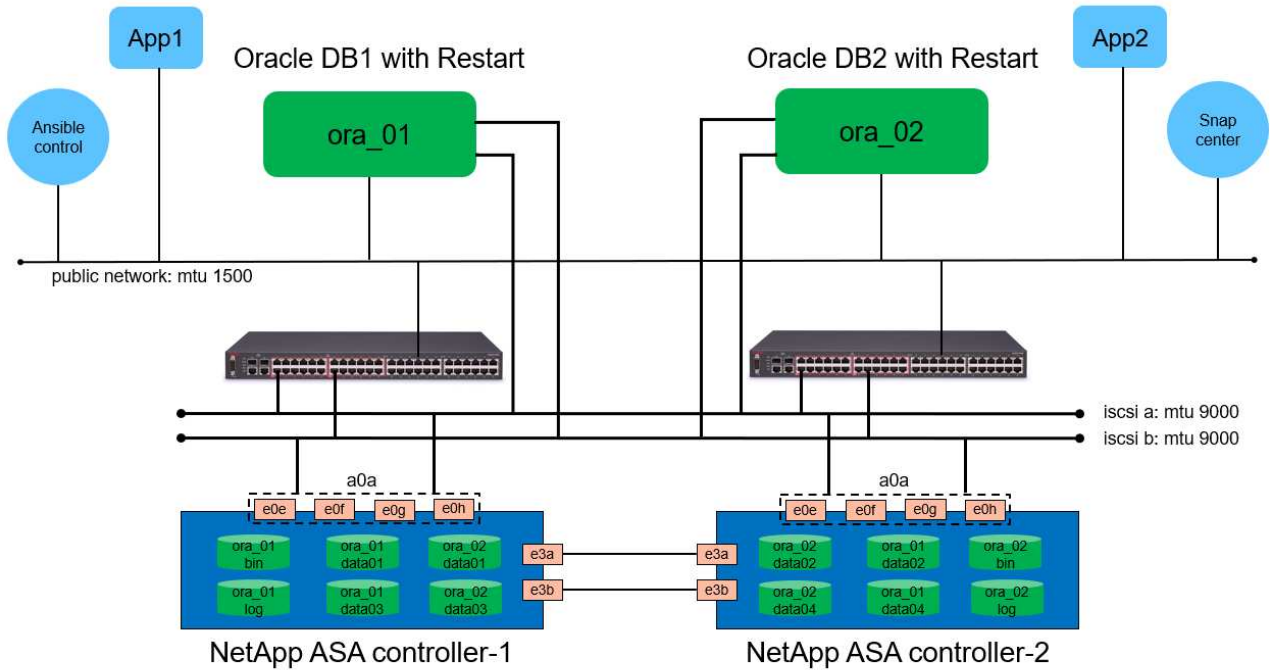 App1
App2
Oracle DB1 with Restart
Oracle DB2 with Restart
Ansible
control
ora_01
ora_02
Snap
center
public network: mtu 1500
iscsi a: mtu 9000
iscsi b: mtu 9000
a0a
a0a
e0e
e0f
e0g
e0h
e0e
e0f
e0g
e0h
ora_01
bin
ora_01
data01
ora_02
data01
e3a
e3a
ora_02
data02
ora_01
data02
ora_02
bin
ora_01
log
ora_01
data03
ora_02
data03
e3b
e3b
ora_02
data04
ora_01
data04
ora_02
log
NetApp ASA controller-1
NetApp ASA controller-2